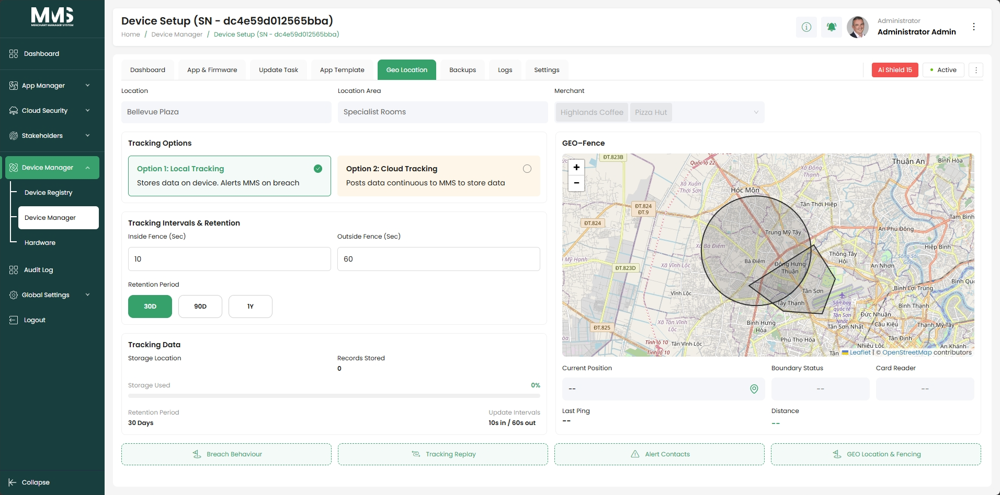 MMS
MERCHANT MANAGER SYSTEM
Dashboard
App Manager
Cloud Security
Stakeholders
Device Manager
Device Registry
Device Manager
Hardware
Audit Log
Global Settings
Logout
Collapse
Device Setup (SN - dc4e59d012565bba)
Home / Device Manager / Device Setup (SN - dc4e59d012565bba)
Administrator
Administrator Admin
Dashboard
App & Firmware
Update Task
App Template
Geo Location
Backups
Logs
Settings
Ai Shield 15
Active
Location
Bellevue Plaza
Location Area
Specialist Rooms
Merchant
Highlands Coffee
Pizza Hut
Tracking Options
Option 1: Local Tracking
Stores data on device. Alerts MMS on breach
Option 2: Cloud Tracking
Posts data continuous to MMS to store data
Tracking Intervals & Retention
Inside Fence (Sec)
10
Outside Fence (Sec)
60
Retention Period
30D
90D
1Y
Tracking Data
Storage Location
Records Stored
0
Storage Used
0%
Retention Period
30 Days
Update Intervals
10s in / 60s out
GEO-Fence
+
-
ĐT.823B
Quốc lộ 22
Xã Đông
Thạnh
Thuận An
Bình Hòa
Xã Xuân
Thới Sơn
Hóc Môn
ĐT.824
ĐT.9
Tân Thới Hiệp
ĐT.824
Tam Bình
Trung Mỹ Tây
An Phú Đông
Xã Bà Điểm
Hiệp Bình
Mỹ Hạnh
Bà Điểm
Thông Tây
Hội
Sông Sài
Gòn
ĐT.823D
Xã Vĩnh Lộc
Đông Hưng
Thuận
An Nhơn
Bình Quới
Vĩnh Lộc
Tân Sơn
Bình Lợi Trung
Tây Thạnh
Sân bay
quốc tế
Tân Sơn
Nhất
Bình Thạnh
Đức Nhuận
Xã Tân Vĩnh
Lộc
Bình Hưng
Hòa
Tân Sơn Nhất
Cầu Kiệu
Thạnh Mỹ Tây
ĐT.825
Phú Thọ Hòa
Tân Định
Tỉnh lộ 10
Tân Vĩnh Lộc
Nhiêu Lộc
An Khánh
Tỉnh lộ 10
Tân
Leaflet | © OpenStreetMap contributors
Current Position
--
Boundary Status
--
Card Reader
--
Last Ping
--
Distance
--
Breach Behaviour
Tracking Replay
Alert Contacts
GEO Location & Fencing